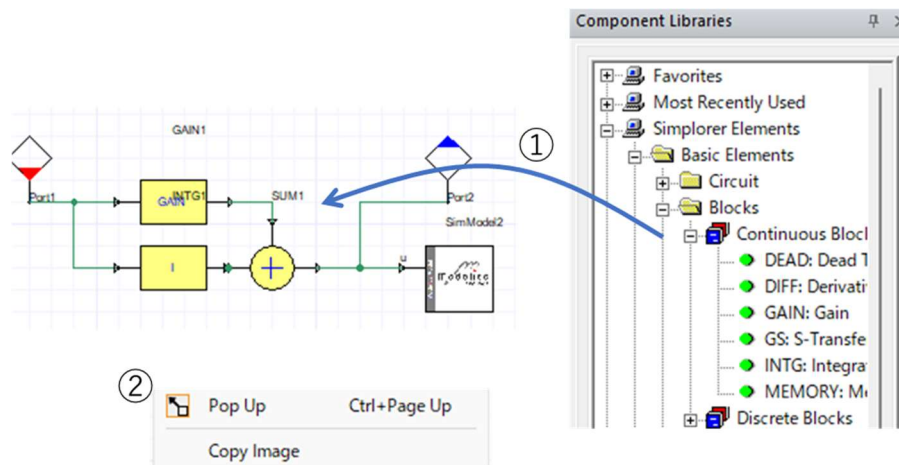 Component Libraries
Favorites
Most Recently Used
Simplorer Elements
Basic Elements
Circuit
Blocks
Continuous Bloc
DEAD: Dead T
DIFF: Derivati
GAIN: Gain
GS: S-Transfe
INTG: Integra
MEMORY: M
Discrete Blocks
①
GAIN1
Port1
GAIN
INTG1
SUM1
Port2
SimModel2
I
u
Modelica
②
Pop Up Ctrl+Page Up
Copy Image